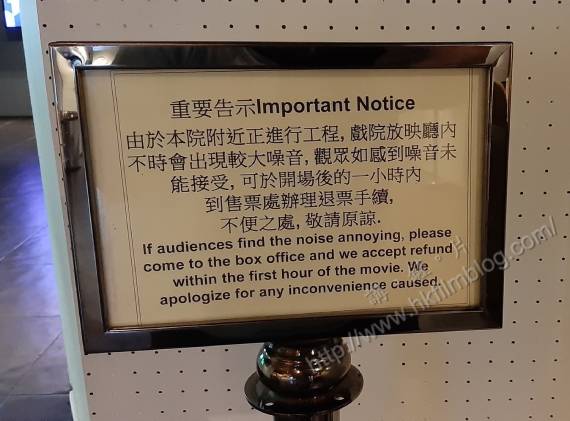 重要告示Important Notice
由於本院附近正進行工程, 戲院放映廳內
不時會出現較大噪音, 觀眾如感到噪音未
能接受, 可於開場後的一小時內
到售票處辦理退票手續,
不便之處, 敬請原諒.
If audiences find the noise annoying, please
come to the box office and we accept refund
within the first hour of the movie. We
apologize for any inconvenience caused.
http://www.hkfilmblog.com/